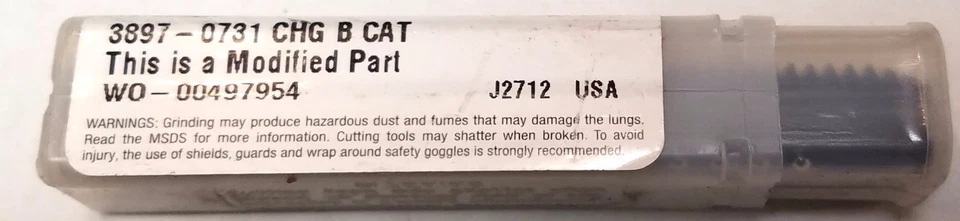 3897-0731 CHG B CAT
This is a Modified Part
WO-00497954 J2712 USA
WARNINGS: Grinding may produce hazardous dust and fumes that may damage the lungs.
Read the MSDS for more information. Cutting tools may shatter when broken. To avoid
injury, the use of shields, guards and wrap around safety goggles is strongly recommended.